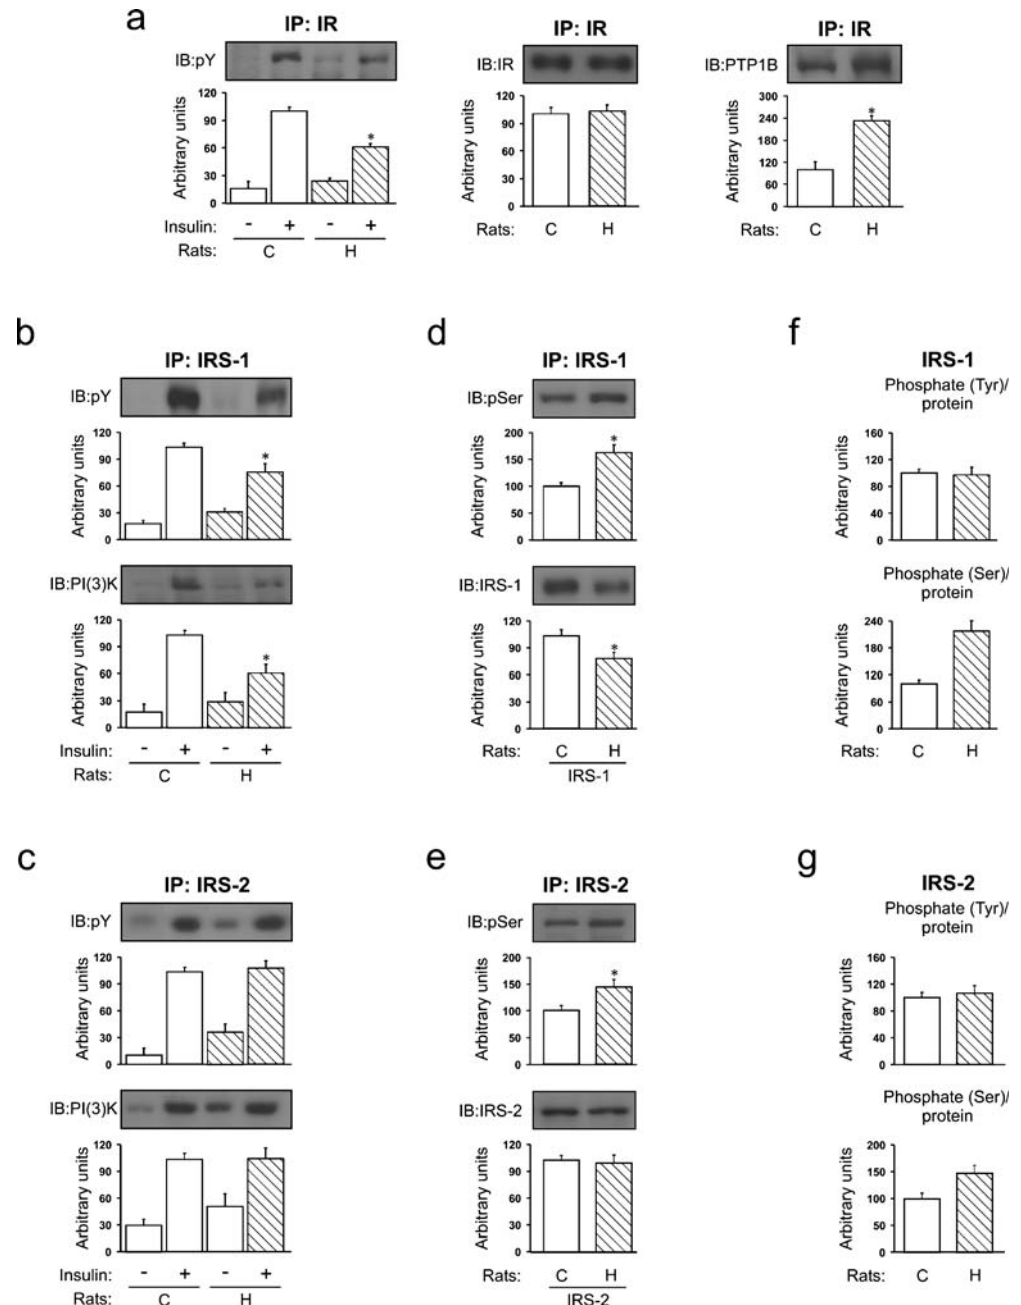 a
IP: IR
IB:pY
Arbitrary units
120
90
60
30
0
*
Insulin: - + - +
Rats: C H
IP: IR
IB:IR
Arbitrary units
120
90
60
30
0
Rats: C H
IP: IR
IB:PTP1B
Arbitrary units
300
240
180
120
60
0
*
Rats: C H
b
IP: IRS-1
IB:pY
Arbitrary units
120
90
60
30
0
*
IB:PI(3)K
Arbitrary units
120
90
60
30
0
*
Insulin: - + - +
Rats: C H
d
IP: IRS-1
IB:pSer
Arbitrary units
200
150
100
50
0
*
IB:IRS-1
Arbitrary units
120
90
60
30
0
*
Rats: C H
IRS-1
f
IRS-1
Phosphate (Tyr)/
protein
Arbitrary units
160
120
80
40
0
Phosphate (Ser)/
protein
Arbitrary units
240
180
120
60
0
Rats: C H
c
IP: IRS-2
IB:pY
Arbitrary units
120
90
60
30
0
IB:PI(3)K
Arbitrary units
120
90
60
30
0
Insulin: - + - +
Rats: C H
e
IP: IRS-2
IB:pSer
Arbitrary units
200
150
100
50
0
*
IB:IRS-2
Arbitrary units
120
90
60
30
0
Rats: C H
IRS-2
g
IRS-2
Phosphate (Tyr)/
protein
Arbitrary units
160
120
80
40
0
Phosphate (Ser)/
protein
Arbitrary units
200
150
100
50
0
Rats: C H